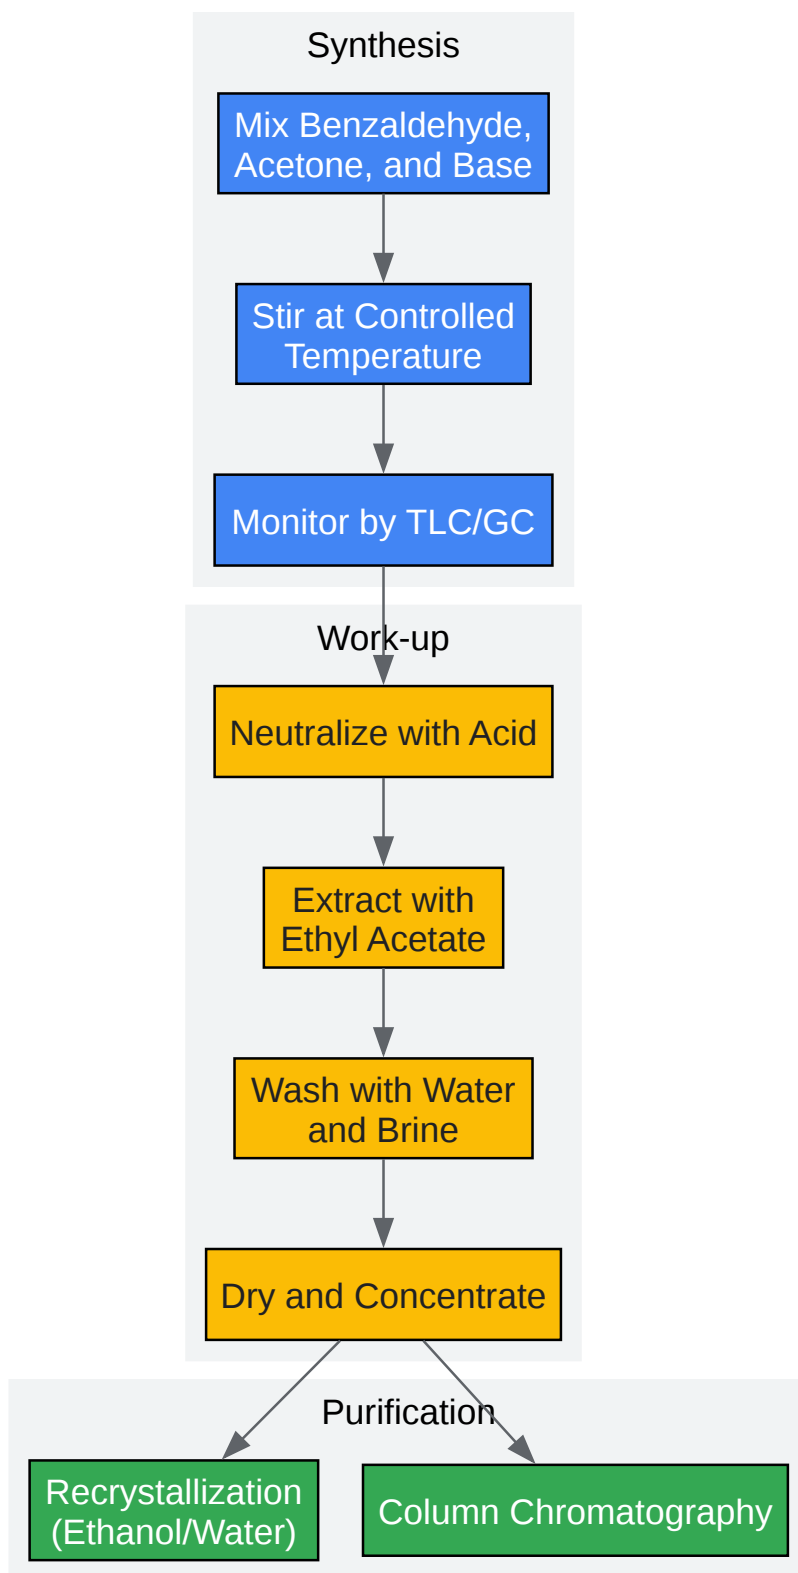 Synthesis
Mix Benzaldehyde,
Acetone, and Base
Stir at Controlled
Temperature
Monitor by TLC/GC
Work-up
Neutralize with Acid
Extract with
Ethyl Acetate
Wash with Water
and Brine
Dry and Concentrate
Purification
Recrystallization
(Ethanol/Water)
Column Chromatography